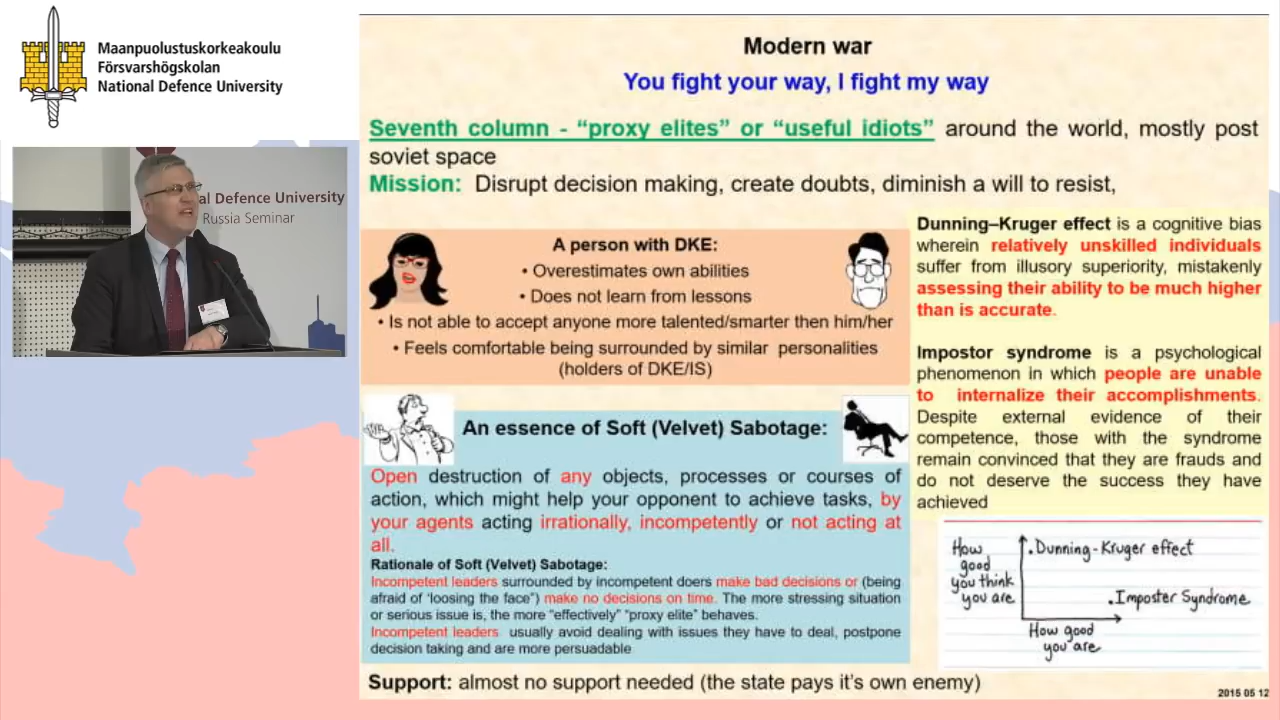 Maanpuolustuskorkeakoulu
Försvarshögskolan
National Defence University
al Defence University
Russia Seminar
Modern war
You fight your way, I fight my way
Seventh column - “proxy elites” or “useful idiots” around the world, mostly post
soviet space
Mission: Disrupt decision making, create doubts, diminish a will to resist,
A person with DKE:
• Overestimates own abilities
• Does not learn from lessons
• Is not able to accept anyone more talented/smarter then him/her
• Feels comfortable being surrounded by similar personalities
(holders of DKE/IS)
An essence of Soft (Velvet) Sabotage:
Open destruction of any objects, processes or courses of
action, which might help your opponent to achieve tasks, by
your agents acting irrationally, incompetently or not acting at
all.
Rationale of Soft (Velvet) Sabotage:
Incompetent leaders surrounded by incompetent doers make bad decisions or (being
afraid of ‘loosing the face”) make no decisions on time. The more stressing situation
or serious issue is, the more “effectively” “proxy elite” behaves.
Incompetent leaders usually avoid dealing with issues they have to deal, postpone
decision taking and are more persuadable
Dunning–Kruger effect is a cognitive bias
wherein relatively unskilled individuals
suffer from illusory superiority, mistakenly
assessing their ability to be much higher
than is accurate.
Impostor syndrome is a psychological
phenomenon in which people are unable
to internalize their accomplishments.
Despite external evidence of their
competence, those with the syndrome
remain convinced that they are frauds and
do not deserve the success they have
achieved
How
good
you think
you are
. Dunning-Kruger effect
. Imposter Syndrome
How good
you are
Support: almost no support needed (the state pays it’s own enemy)
2015 05 12